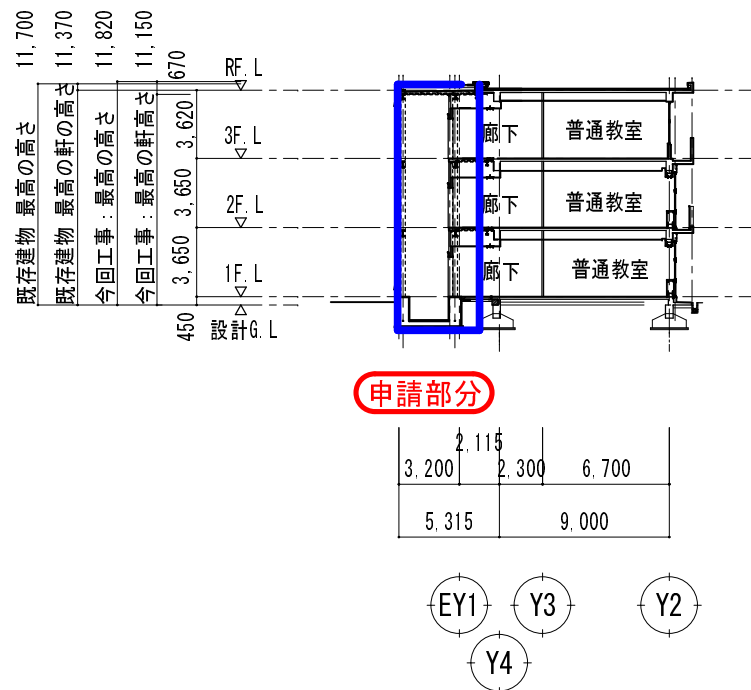 11,700
11,370
11,820
11,150
670
3,620
3,650
3,650
450
既存建物 最高の高さ
既存建物 最高の軒の高さ
今回工事：最高の高さ
今回工事：最高の軒高さ
RF.L
3F.L
2F.L
1F.L
設計G.L
廊下 普通教室
廊下 普通教室
廊下 普通教室
申請部分
2,115
3,200 2,300 6,700
5,315 9,000
EY1 Y3 Y2
Y4